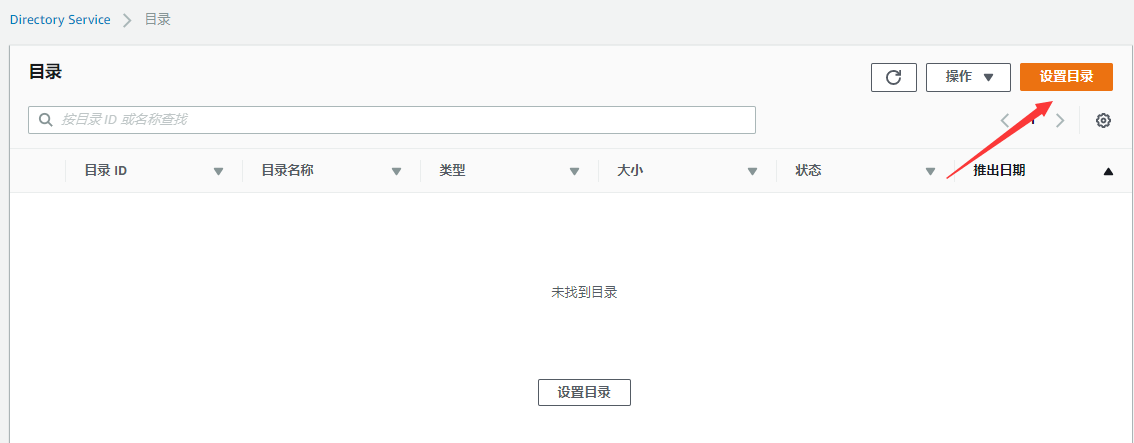 Directory Service 目录
目录
操作 设置目录
按目录 ID 或名称查找
目录 ID 目录名称 类型 大小 状态 推出日期
未找到目录
设置目录